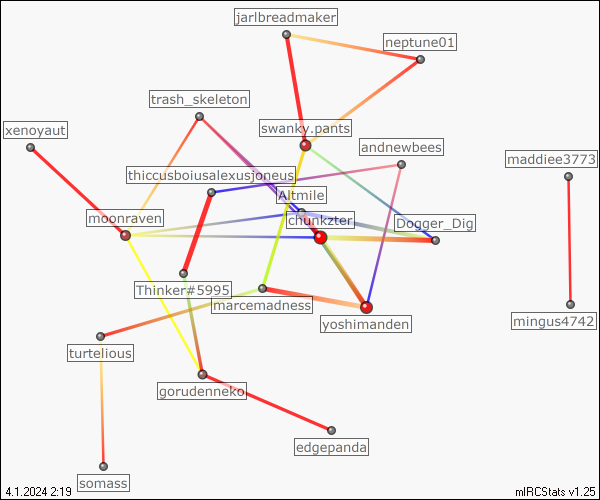 jarlbreadmaker
neptune01
trash_skeleton
xenoyaut
swanky.pants
andnewbees
maddiee3773
thiccusboiusalexusjoneus
Altmile
moonraven
chunkzter
Dogger_Dig
Thinker#5995
marcemadness
yoshimanden
mingus4742
turtelious
gorudenneko
edgepanda
somass
4.1.2024 2:19
mIRCStats v1.25